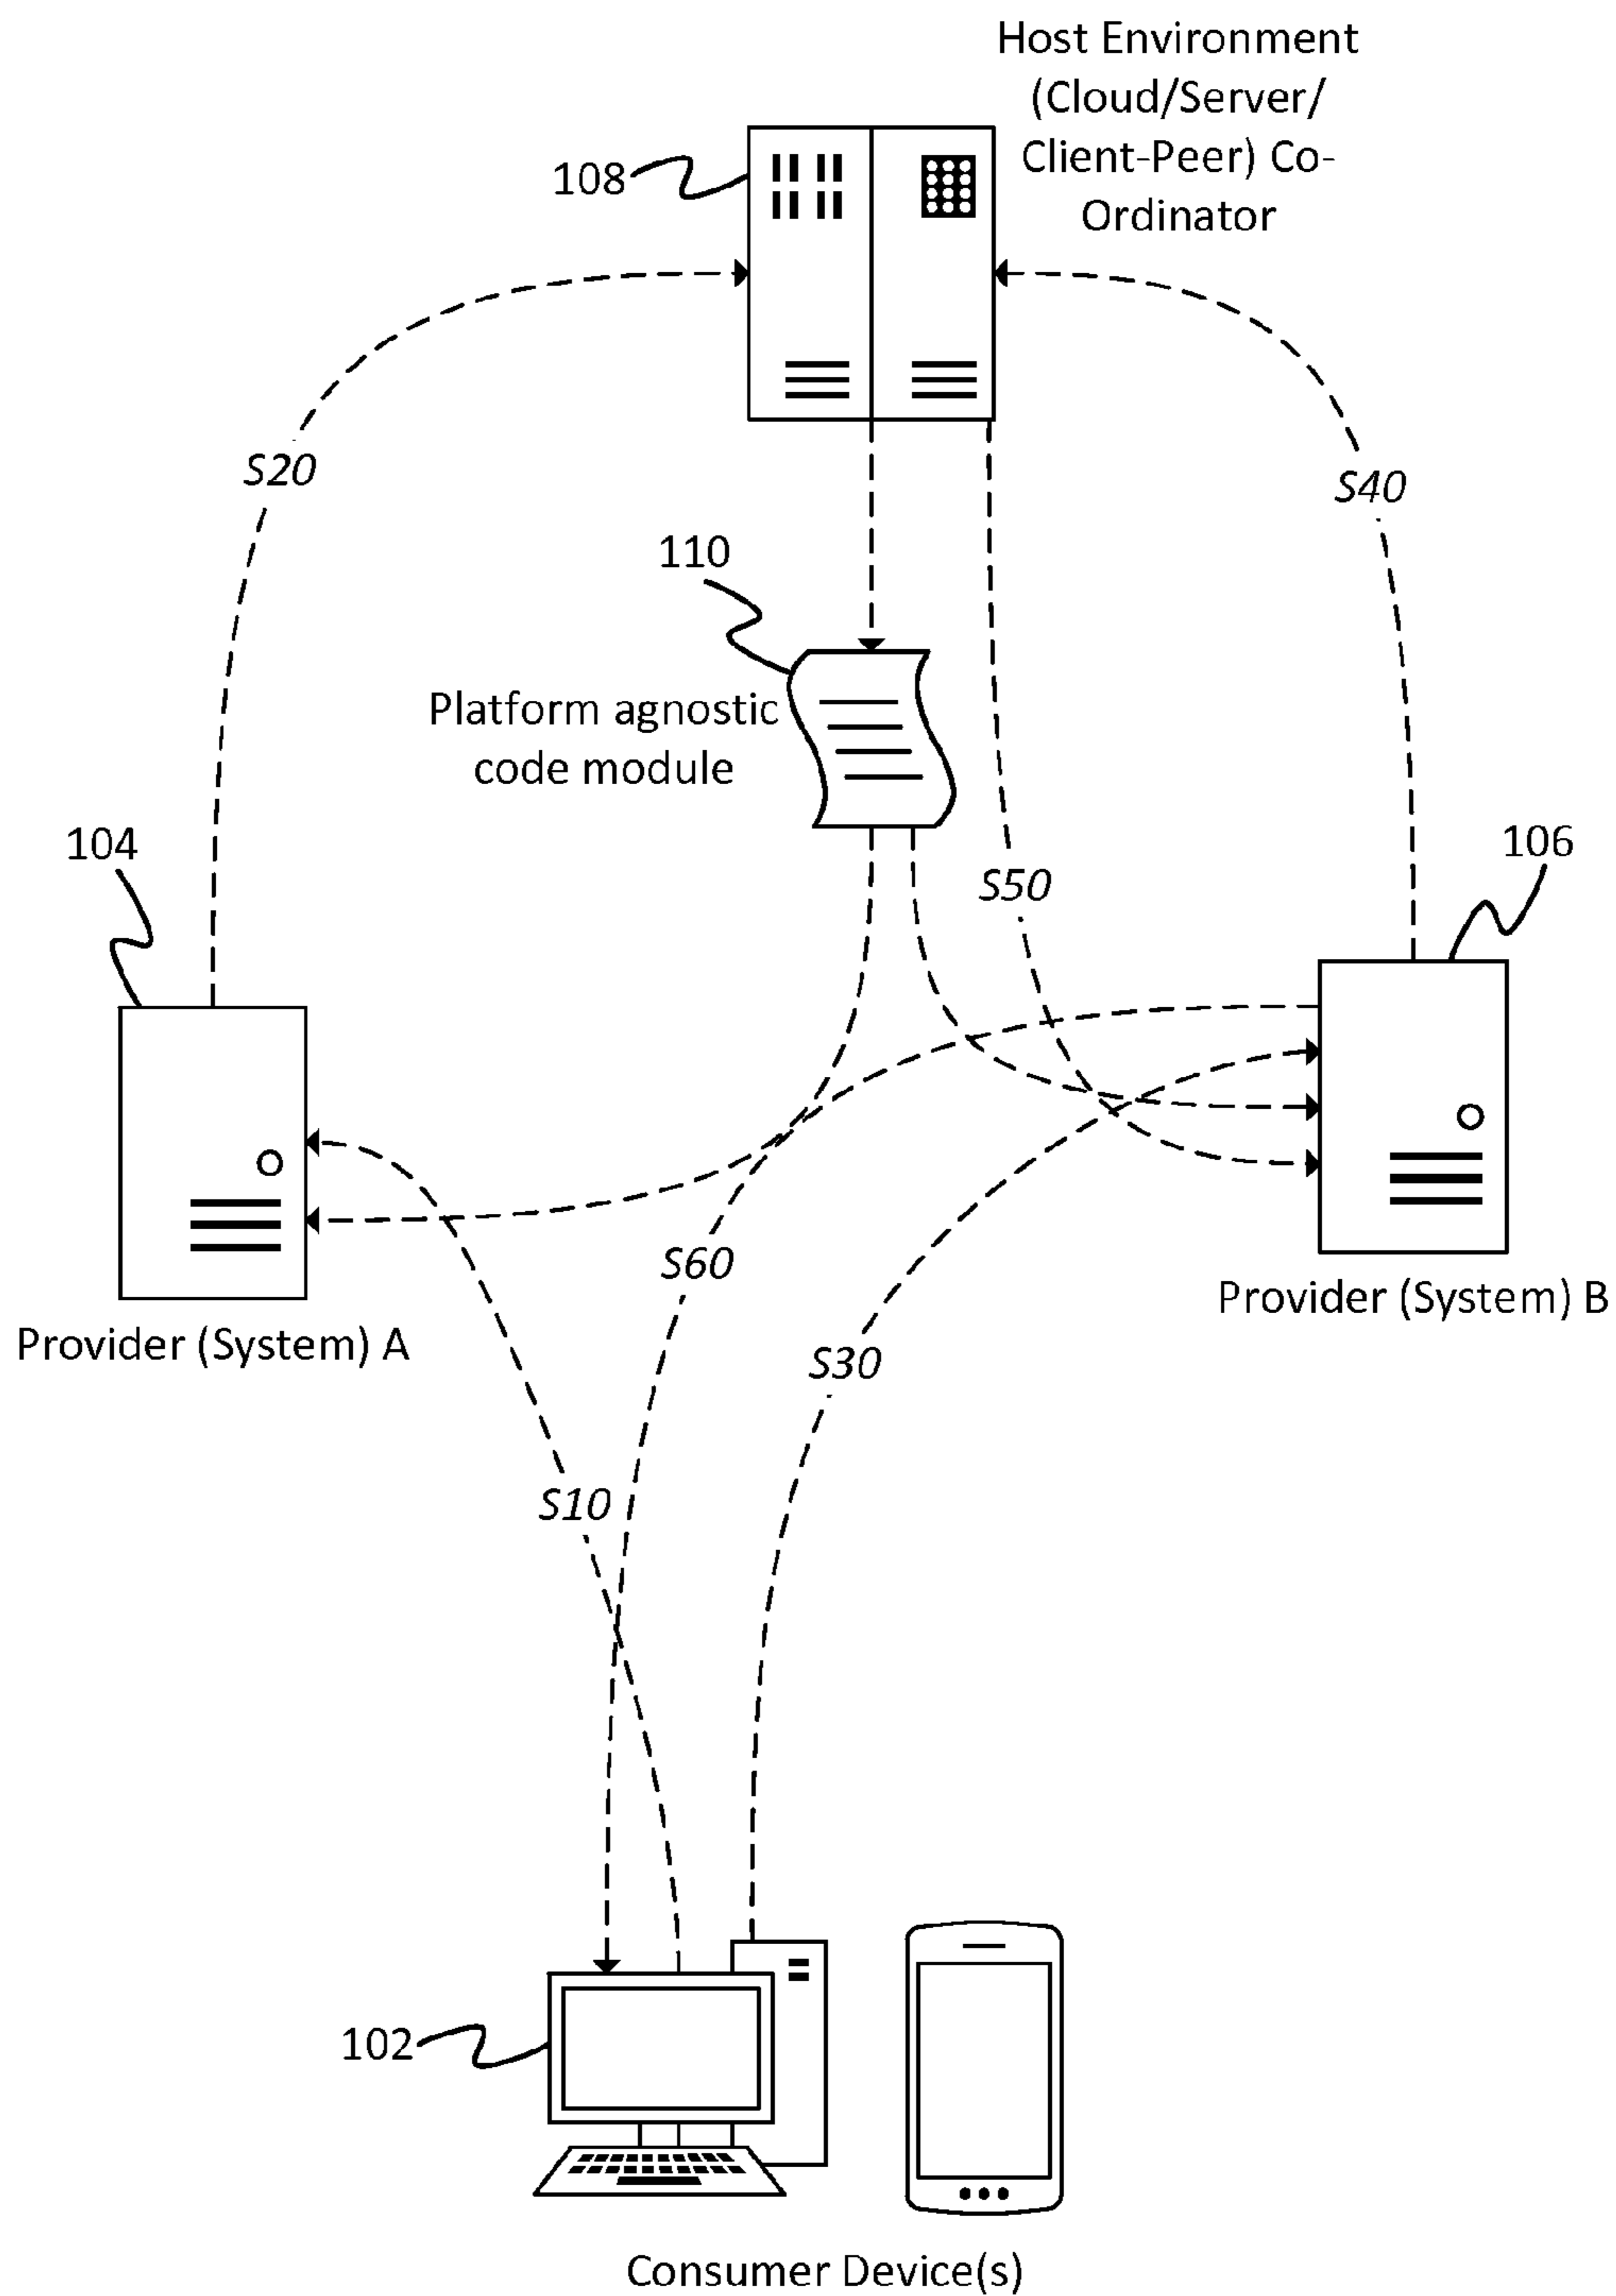 Host Environment
(Cloud/Server/
Client-Peer) Co-
Ordinator
108
S20
S40
110
Platform agnostic
code module
104
106
S50
S60
Provider (System) B
Provider (System) A
S30
S10
102
Consumer Device(s)